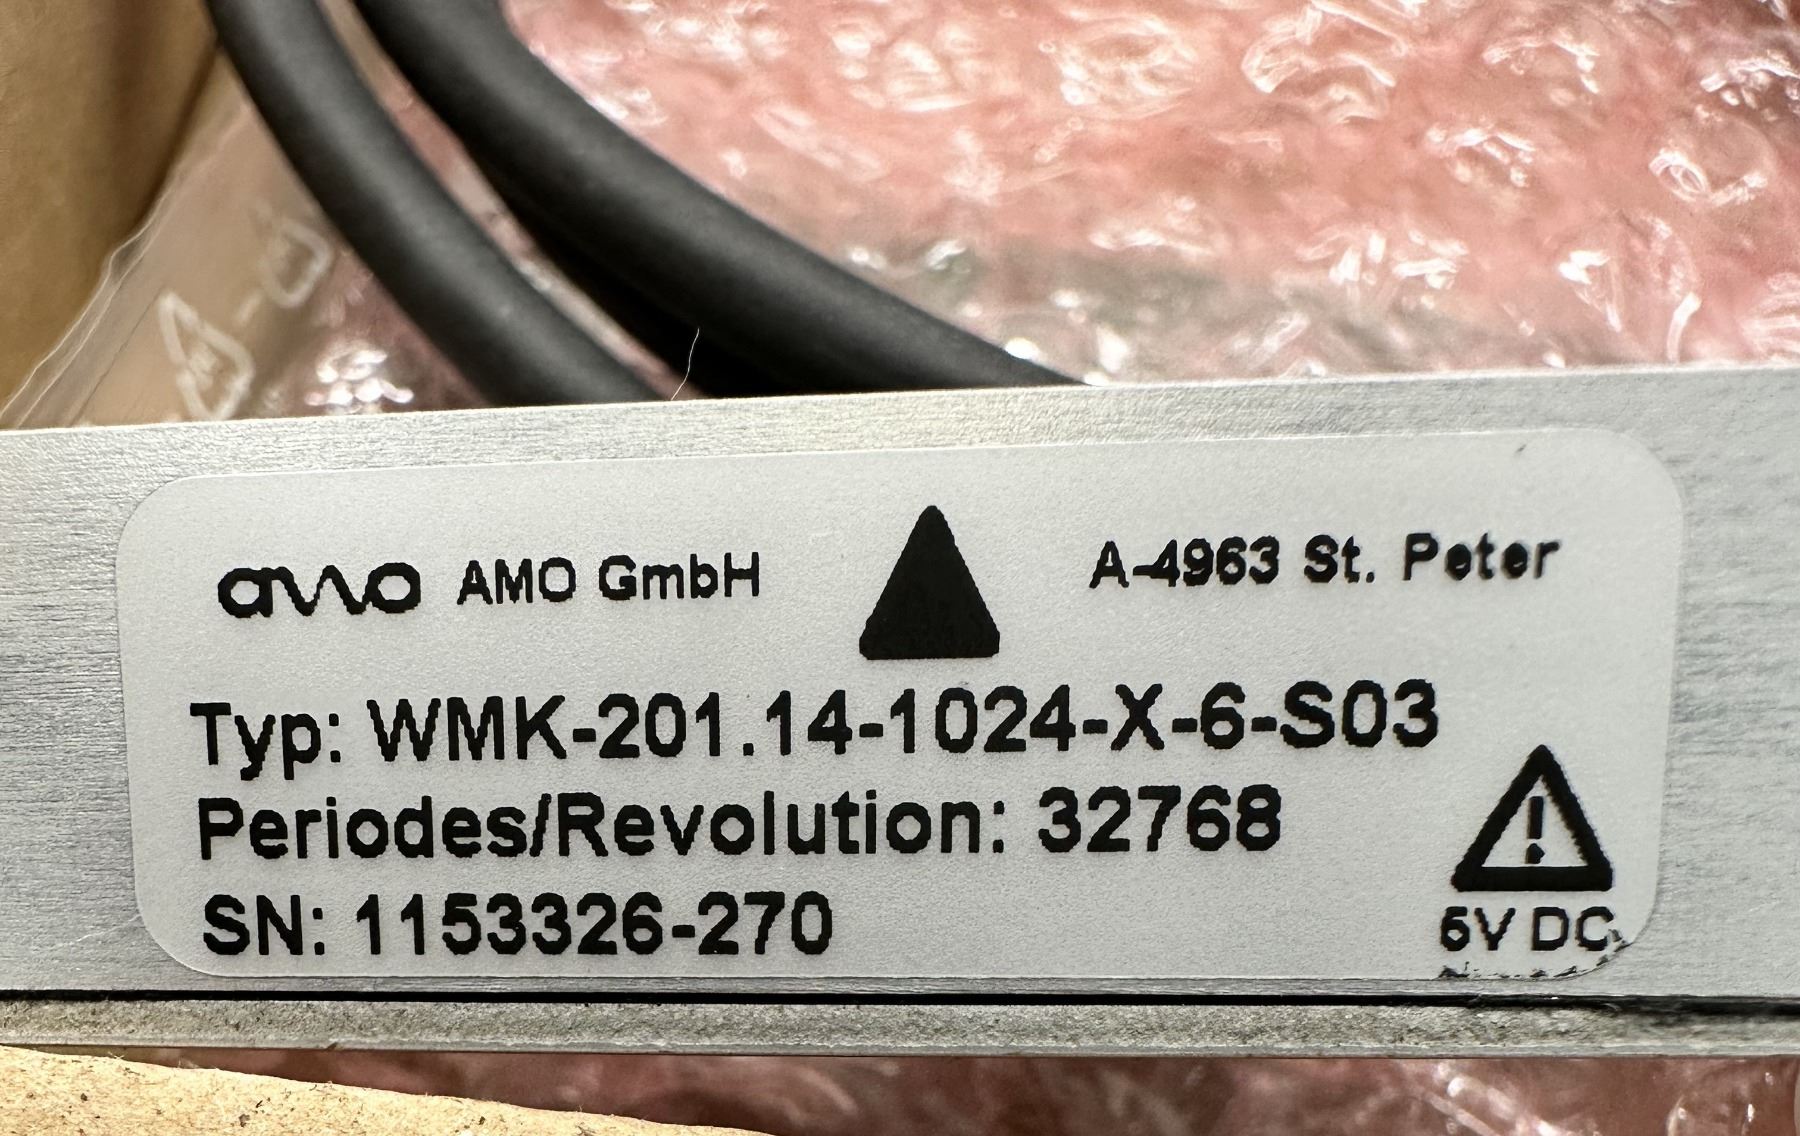 amo AMO GmbH A-4963 St. Peter
Typ: WMK-201.14-1024-X-6-S03
Periodes/Revolution: 32768
SN: 1153326-270
5V DC